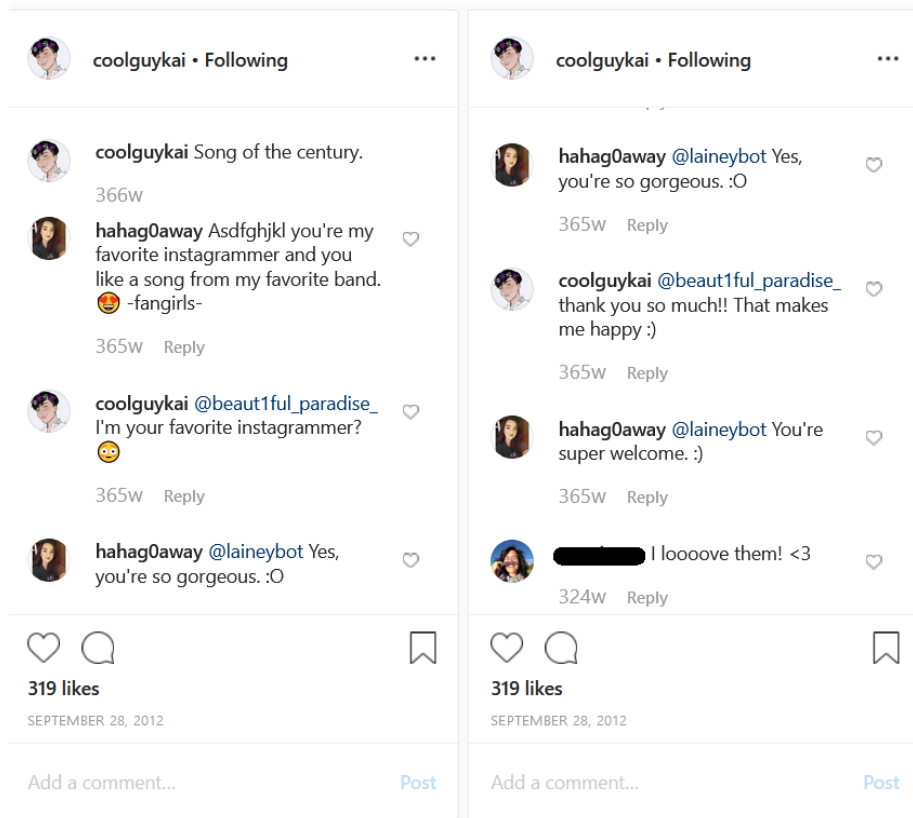 coolguykai • Following
coolguykai Song of the century.
366w
hahag0away Asdfghjkl you're my
favorite instagrammer and you
like a song from my favorite band.
😍 -fangirls-
365w Reply
coolguykai @beaut1ful_paradise_
I'm your favorite instagrammer?
😳
365w Reply
hahag0away @laineybot Yes,
you're so gorgeous. :O
319 likes
SEPTEMBER 28, 2012
Add a comment... Post
coolguykai • Following
hahag0away @laineybot Yes,
you're so gorgeous. :O
365w Reply
coolguykai @beaut1ful_paradise_
thank you so much!! That makes
me happy :)
365w Reply
hahag0away @laineybot You're
super welcome. :)
365w Reply
I loooove them! <3
324w Reply
319 likes
SEPTEMBER 28, 2012
Add a comment... Post